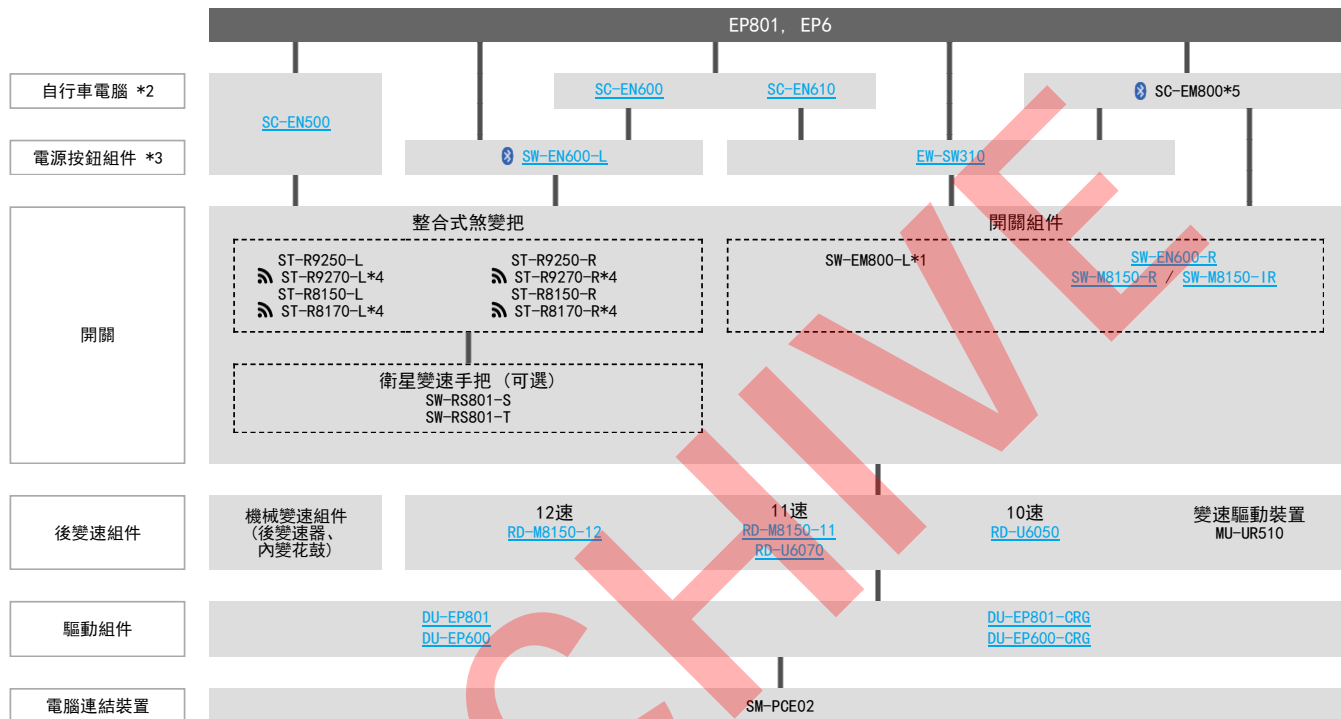 EP801, EP6
自行車電腦 *2
SC-EN500
SC-EN600 SC-EN610
SC-EM800*5
電源按鈕組件 *3
SW-EN600-L
EW-SW310
開關
整合式煞變把
ST-R9250-L ST-R9250-R
ST-R9270-L*4 ST-R9270-R*4
ST-R8150-L ST-R8150-R
ST-R8170-L*4 ST-R8170-R*4
衛星變速手把 (可選)
SW-RS801-S
SW-RS801-T
開關組件
SW-EM800-L*1
SW-EN600-R
SW-M8150-R / SW-M8150-IR
後變速組件
機械變速組件
(後變速器、
內變花鼓)
12速
RD-M8150-12
11速
RD-M8150-11
RD-U6070
10速
RD-U6050
變速驅動裝置
MU-UR510
驅動組件
DU-EP801
DU-EP600
DU-EP801-CRG
DU-EP600-CRG
電腦連結裝置
SM-PCE02
CHIVE